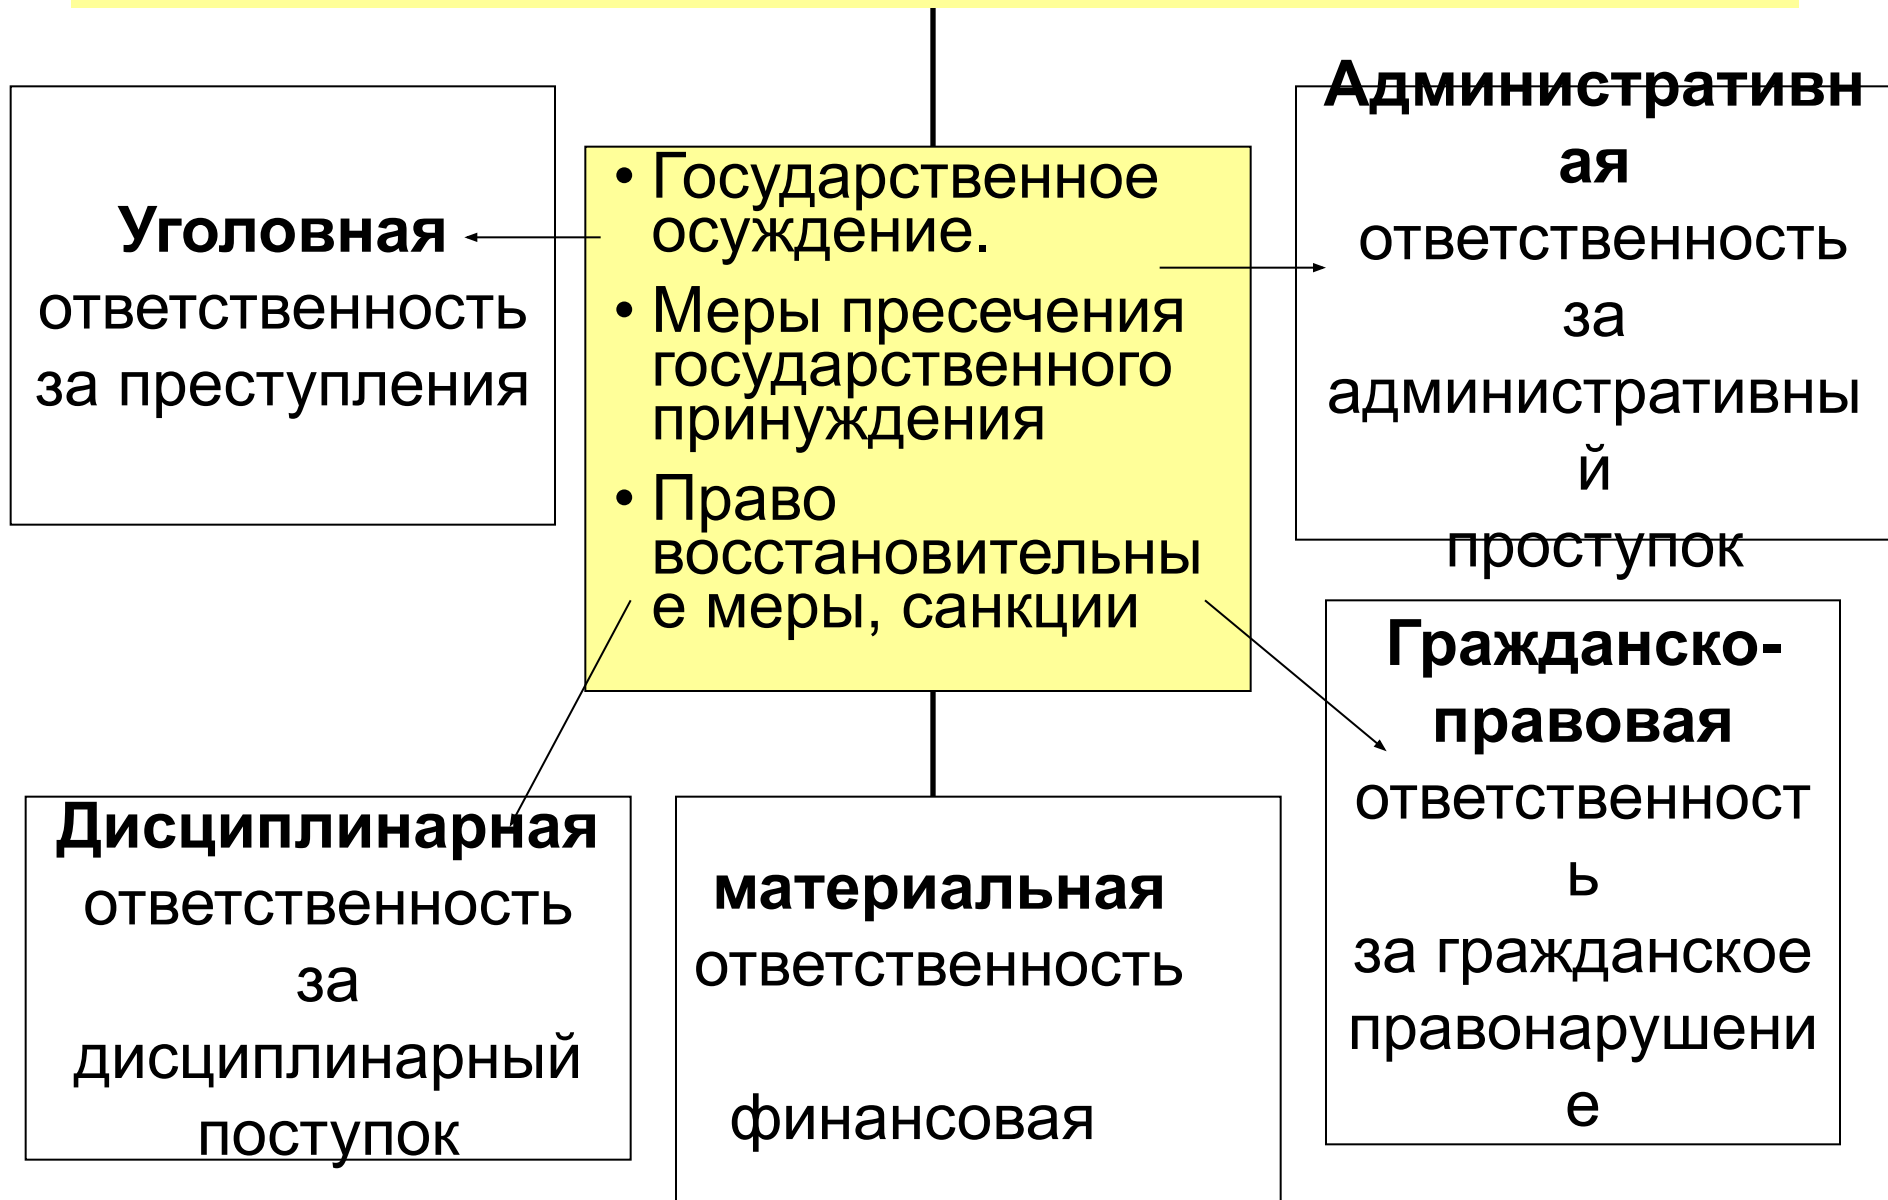 Уголовная
ответственность
за преступления
• Государственное
осуждение.
• Меры пресечения
государственного
принуждения
• Право
восстановительны
е меры, санкции
Административн
ая
ответственность
за
административны
й
проступок
Дисциплинарная
ответственность
за
дисциплинарный
поступок
материальная
ответственность
финансовая
Гражданско-
правовая
ответственност
ь
за гражданское
правонарушени
е